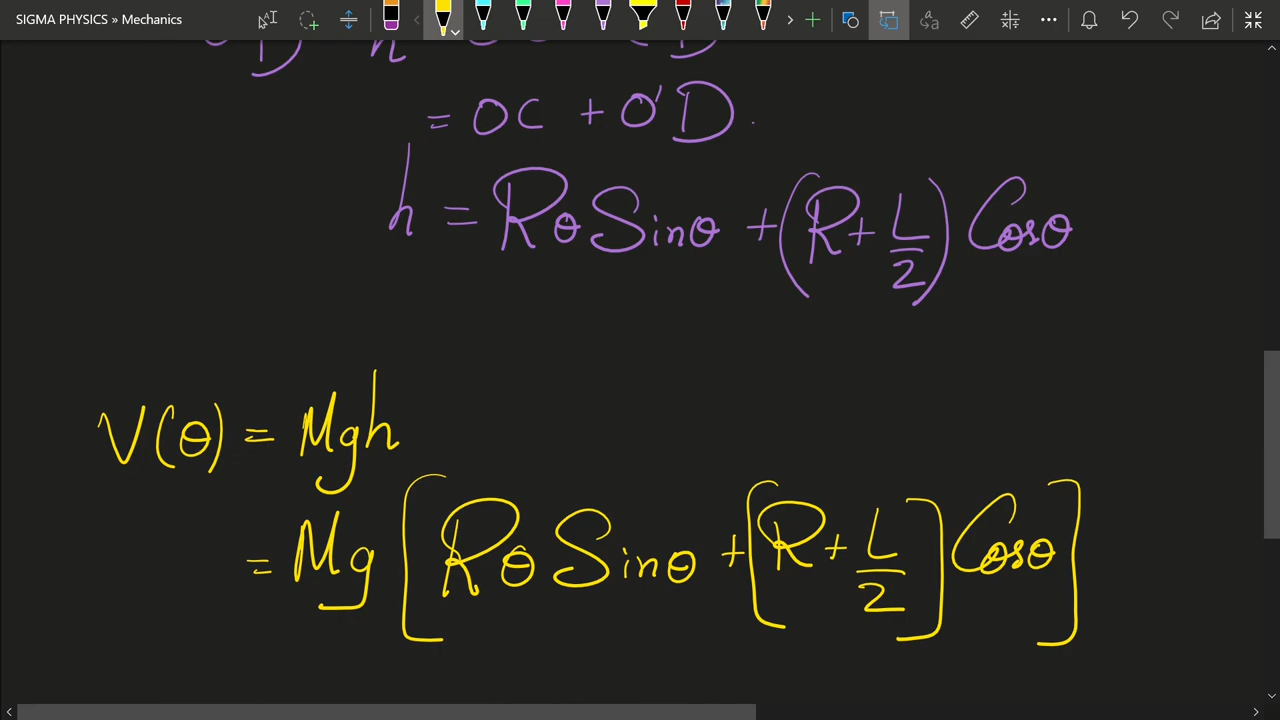 SIGMA PHYSICS » Mechanics
= OC + O'D.
h = Rθ Sinθ + (R + L/2) Cosθ
V(θ) = Mgh
= Mg [Rθ Sinθ + [R + L/2] Cosθ]